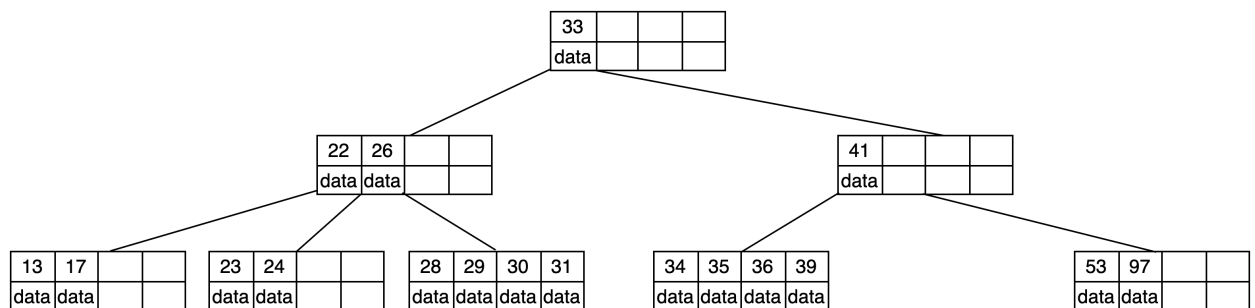 33
data
22 26
data data
41
data
13 17
data data
23 24
data data
28 29 30 31
data data data data
34 35 36 39
data data data data
53 97
data data